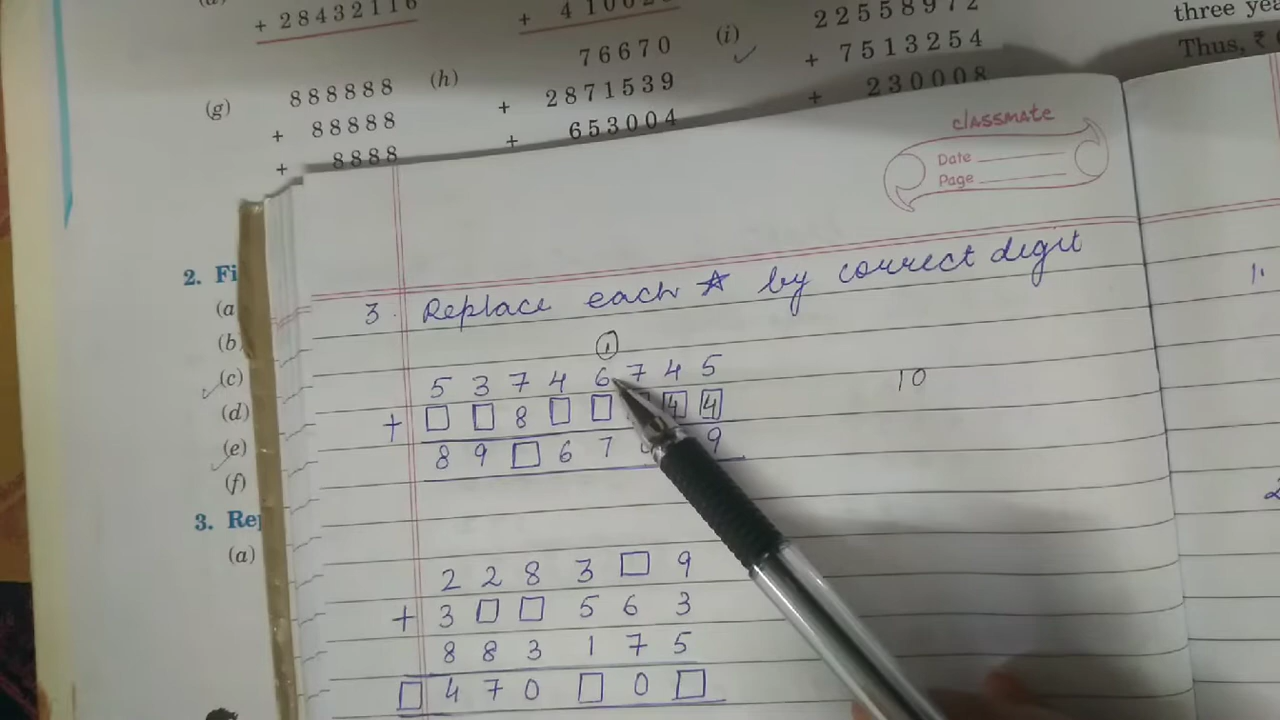 + 28432116
+
76670
(i)
22558972
+ 7513254
+ 230008
three
Thus, ₹
(g)
888888
+ 88888
+ 8888
(h)
+ 2871539
+ 653004
classmate
Date
Page
2. Fi
(a
(b)
(c)
(d)
(e)
(f)
3. Rep
(a)
3. Replace each ☆ by correct digit
1
5 3 7 4 6 7 4 5
+ □ □ 8 □ □ 4 4
8 9 □ 6 7 9
10
2 2 8 3 □ 9
+ 3 □ □ 5 6 3
8 8 3 1 7 5
□ 4 7 0 □ 0 □
1.